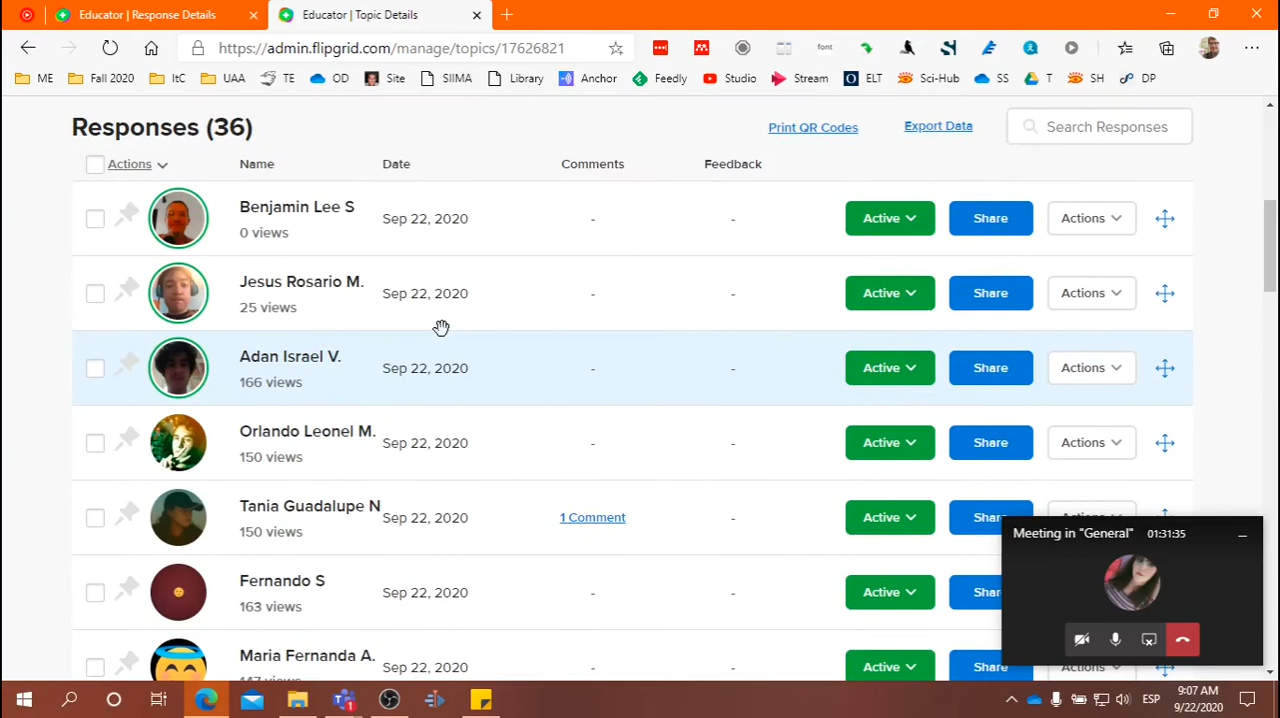 Educator | Response Details
Educator | Topic Details
https://admin.flipgrid.com/manage/topics/17626821
font
ME Fall 2020 ItC UAA TE OD Site SIIMA Library Anchor Feedly Studio Stream ELT Sci-Hub SS T SH DP
Responses (36) Print QR Codes Export Data Search Responses
Actions Name Date Comments Feedback
Benjamin Lee S
0 views
Sep 22, 2020 - - Active Share Actions
Jesus Rosario M.
25 views
Sep 22, 2020 - - Active Share Actions
Adan Israel V.
166 views
Sep 22, 2020 - - Active Share Actions
Orlando Leonel M.
150 views
Sep 22, 2020 - - Active Share Actions
Tania Guadalupe N
150 views
Sep 22, 2020 1 Comment - Active Shar
Fernando S
163 views
Sep 22, 2020 - - Active Shar
Maria Fernanda A.
Sep 22, 2020 - - Active Share Actions
Meeting in "General" 01:31:35
ESP
9:07 AM
9/22/2020